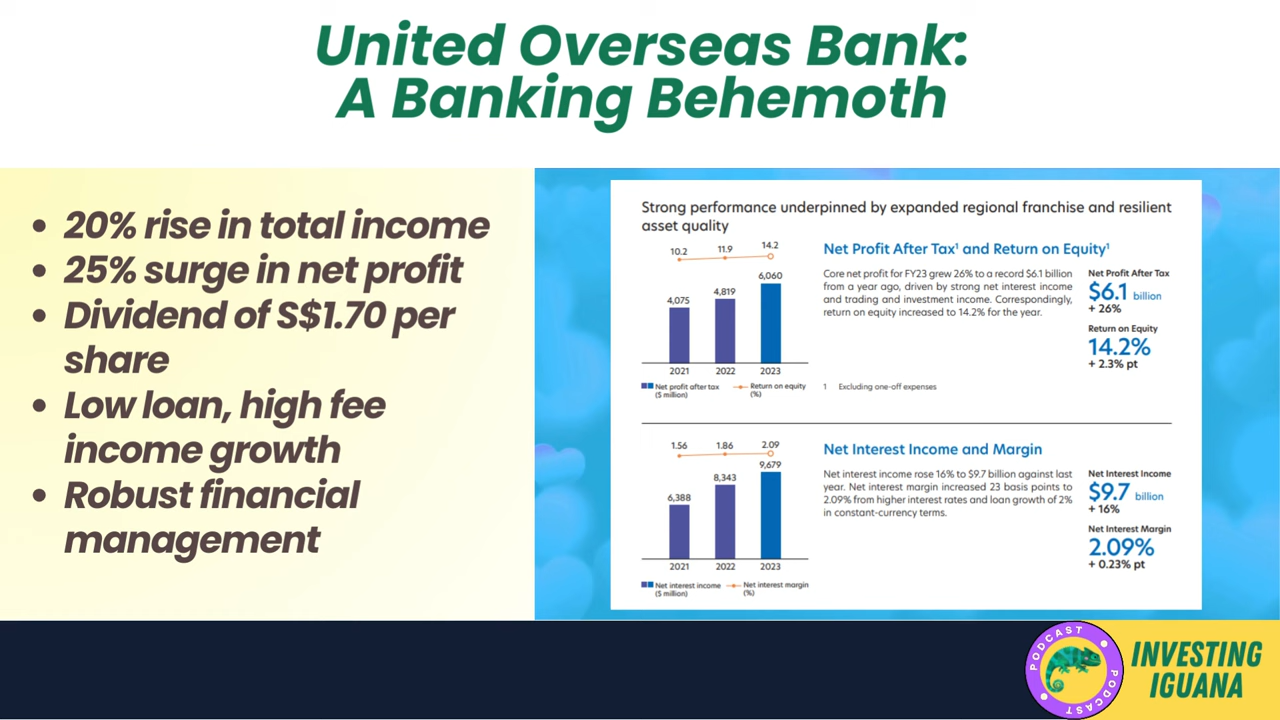 United Overseas Bank:
A Banking Behemoth
• 20% rise in total income
• 25% surge in net profit
• Dividend of S$1.70 per
share
• Low loan, high fee
income growth
• Robust financial
management
Strong performance underpinned by expanded regional franchise and resilient
asset quality
10.2 11.9 14.2
4,075 4,819 6,060
2021 2022 2023
Net profit after tax
($ million)
Return on equity
(%)
Net Profit After Tax¹ and Return on Equity¹
Core net profit for FY23 grew 26% to a record $6.1 billion
from a year ago, driven by strong net interest income
and trading and investment income. Correspondingly,
return on equity increased to 14.2% for the year.
1 Excluding one-off expenses
Net Profit After Tax
$6.1 billion
+ 26%
Return on Equity
14.2%
+ 2.3% pt
1.56 1.86 2.09
6,388 8,343 9,679
2021 2022 2023
Net interest income
($ million)
Net interest margin
(%)
Net Interest Income and Margin
Net interest income rose 16% to $9.7 billion against last
year. Net interest margin increased 23 basis points to
2.09% from higher interest rates and loan growth of 2%
in constant-currency terms.
Net Interest Income
$9.7 billion
+ 16%
Net Interest Margin
2.09%
+ 0.23% pt
PODCAST
PODCAST
INVESTING
IGUANA